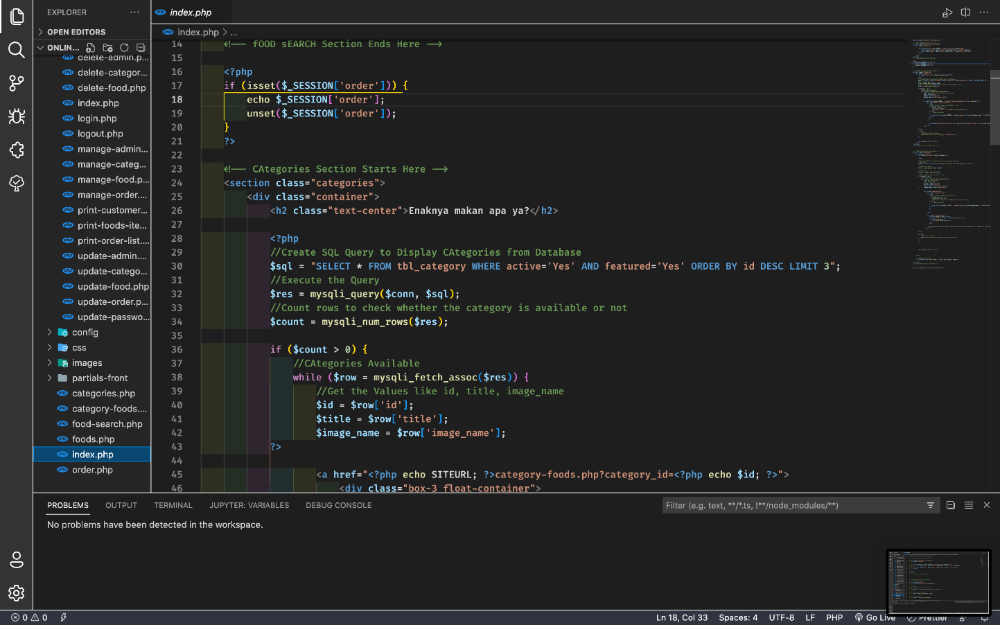 EXPLORER
index.php
OPEN EDITORS
ONLIN...
index.php > ...
delete-admin.p...
delete-categor...
delete-food.php
index.php
login.php
logout.php
manage-admin...
manage-categ...
manage-food.p...
manage-order....
print-customer...
print-foods-ite...
print-order-list....
update-admin....
update-catego...
update-food.php
update-order.p...
update-passwo...
config
css
images
partials-front
categories.php
category-foods....
food-search.php
foods.php
index.php
order.php
14 <!-- fOOD sEARCH Section Ends Here -->
15
16 <?php
17 if (isset($_SESSION['order'])) {
18 echo $_SESSION['order'];
19 unset($_SESSION['order']);
20 }
21 ?>
22
23 <!-- CAtegories Section Starts Here -->
24 <section class="categories">
25 <div class="container">
26 <h2 class="text-center">Enaknya makan apa ya?</h2>
27
28 <?php
29 //Create SQL Query to Display CAtegories from Database
30 $sql = "SELECT * FROM tbl_category WHERE active='Yes' AND featured='Yes' ORDER BY id DESC LIMIT 3";
31 //Execute the Query
32 $res = mysqli_query($conn, $sql);
33 //Count rows to check whether the category is available or not
34 $count = mysqli_num_rows($res);
35
36 if ($count > 0) {
37 //CAtegories Available
38 while ($row = mysqli_fetch_assoc($res)) {
39 //Get the Values like id, title, image_name
40 $id = $row['id'];
41 $title = $row['title'];
42 $image_name = $row['image_name'];
43 ?>
44
45 <a href="<?php echo SITEURL; ?>category-foods.php?category_id=<?php echo $id; ?>">
46 <div class="box-3 float-container">
PROBLEMS OUTPUT TERMINAL JUPYTER: VARIABLES DEBUG CONSOLE
Filter (e.g. text, **/*.ts, !**/node_modules/**)
No problems have been detected in the workspace.
0 0 Ln 18, Col 33 Spaces: 4 UTF-8 LF PHP Go Live Prettier